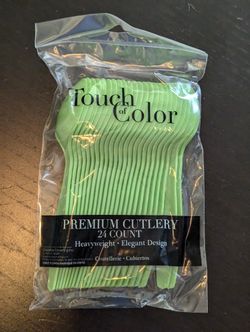 Touch
of
Color
PREMIUM CUTLERY
24 COUNT
Heavyweight • Elegant Design
Coutellerie • Cubiertos